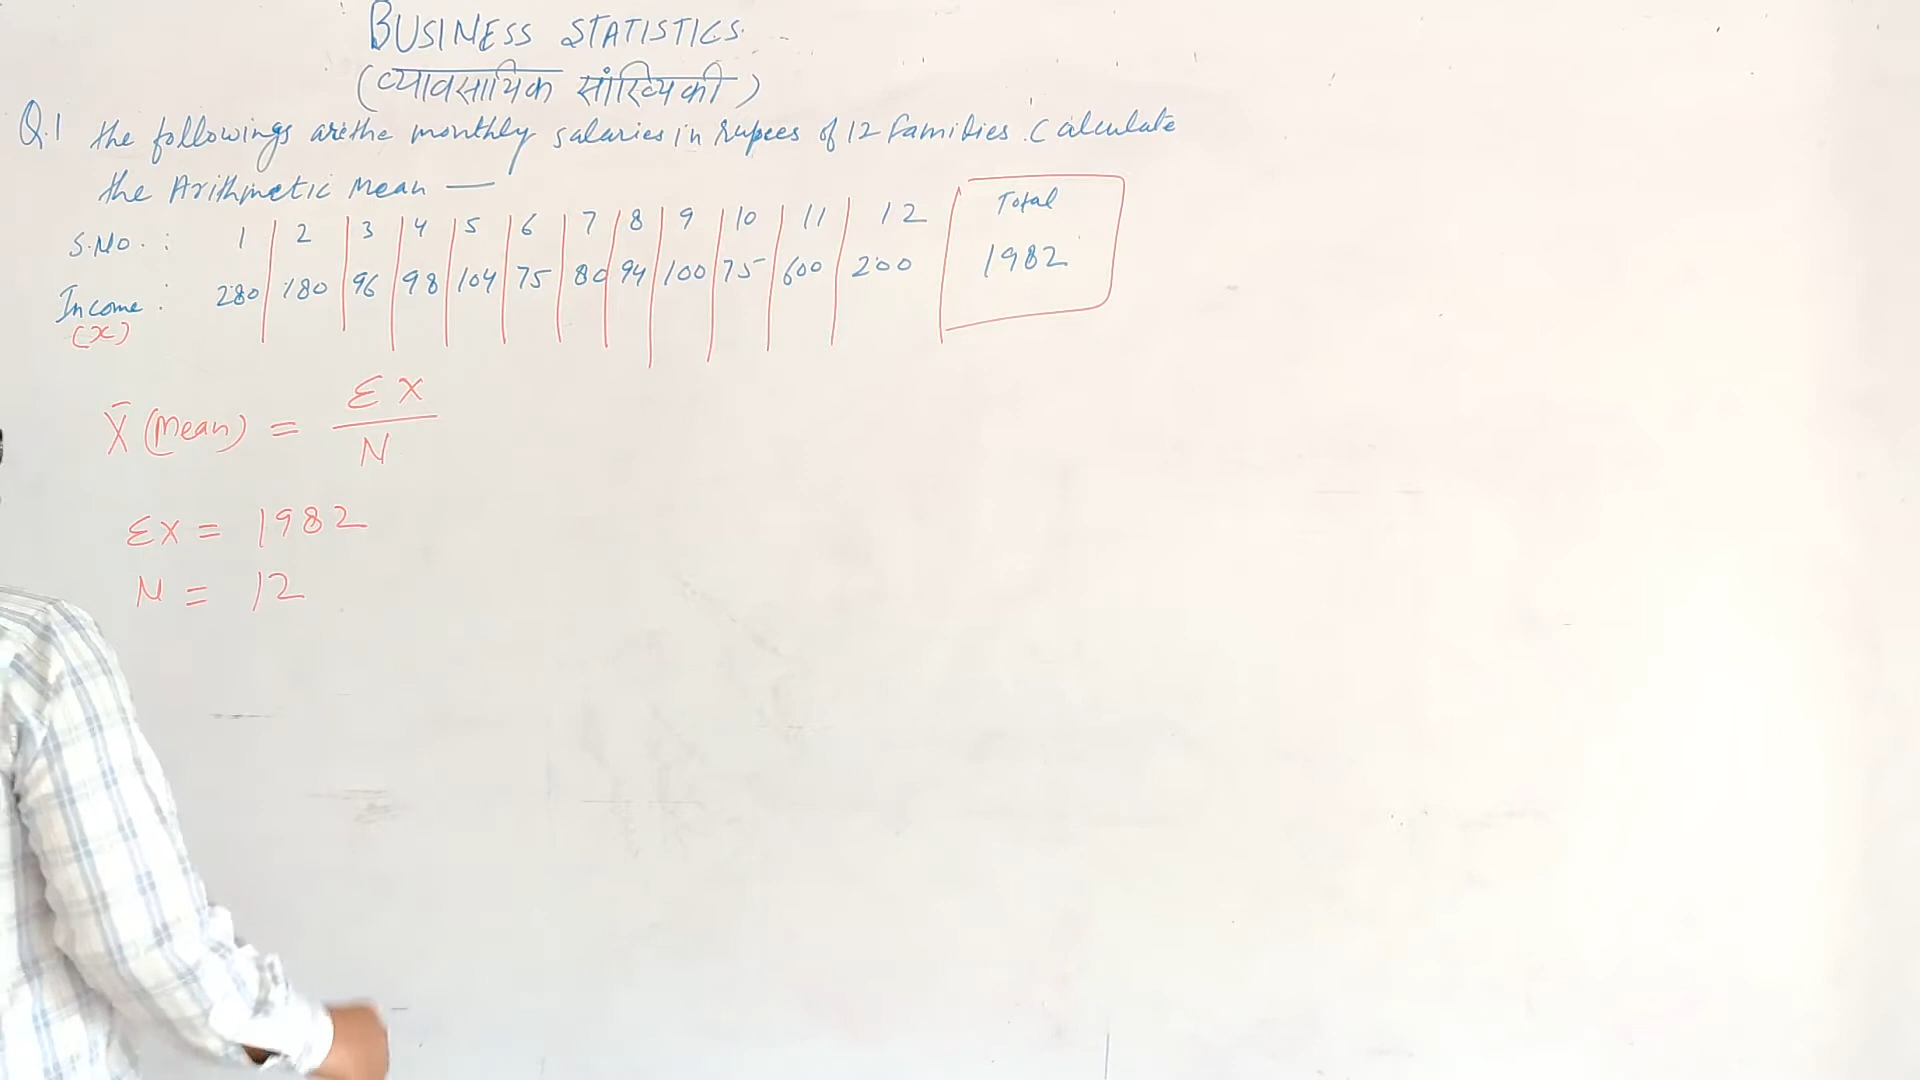 BUSINESS STATISTICS.
(व्यावसायिक सांख्यिकी)
Q.1 the followings are the monthly salaries in rupees of 12 families. Calculate
the Arithmetic Mean —
S.No. : 1 2 3 4 5 6 7 8 9 10 11 12 Total
Income : 280 180 96 98 104 75 80 94 100 75 600 200 1982
(x)
X̄ (Mean) = ΣX / N
ΣX = 1982
N = 12